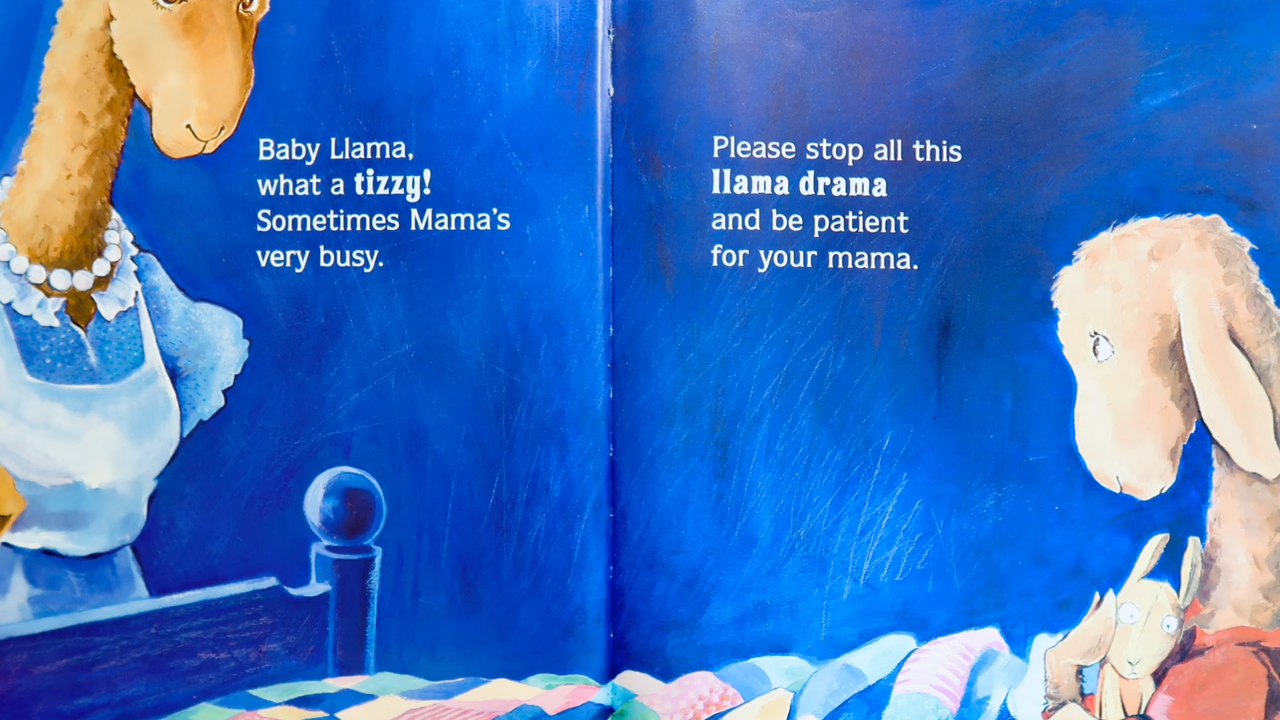 Baby Llama,
what a tizzy!
Sometimes Mama's
very busy.
Please stop all this
llama drama
and be patient
for your mama.